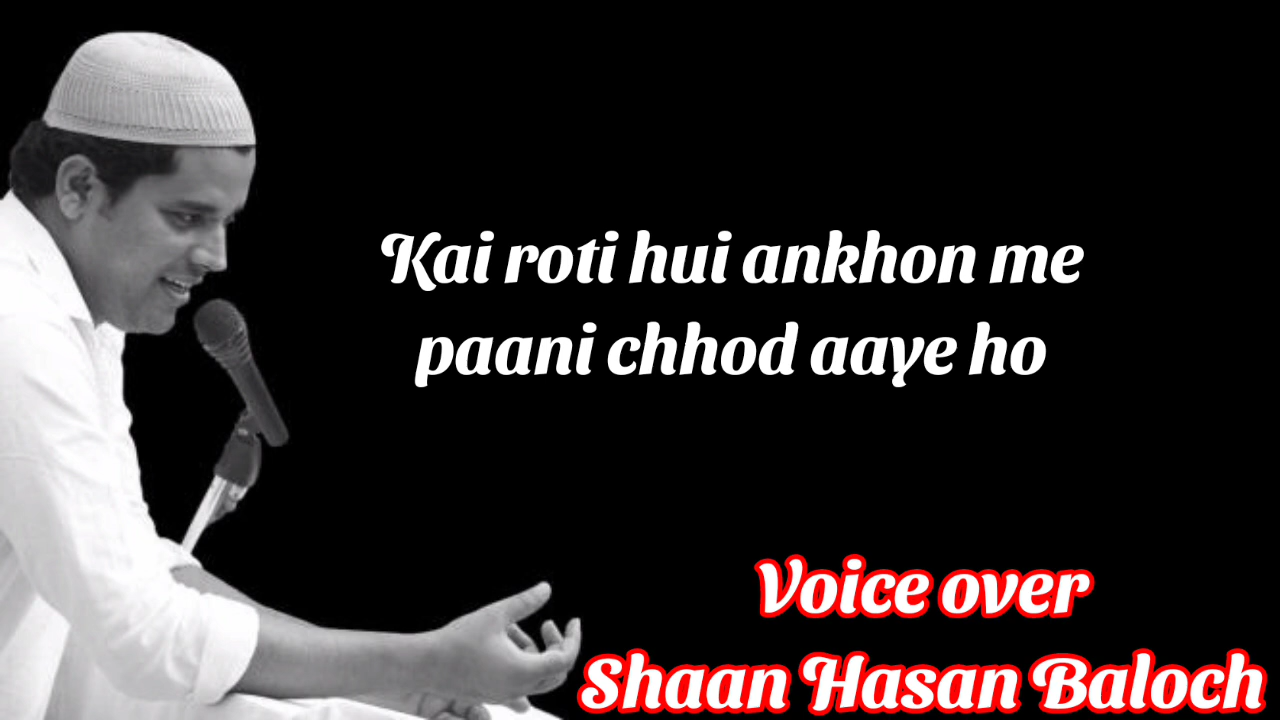 Kai roti hui ankhon me
paani chhod aaye ho
Voice over
Shaan Hasan Baloch